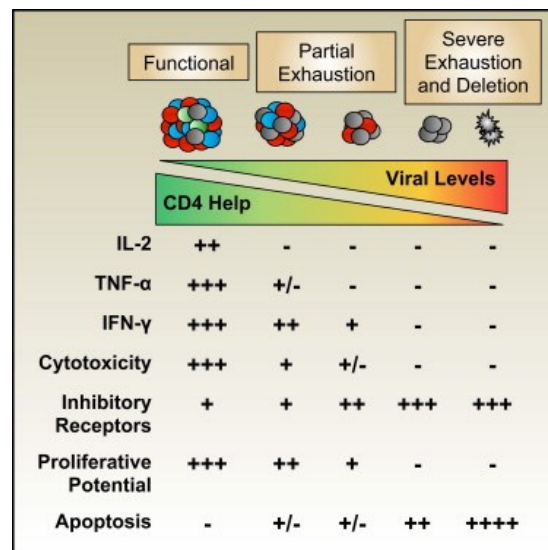 Functional
Partial
Exhaustion
Severe
Exhaustion
and Deletion
Viral Levels
CD4 Help
IL-2 ++ - - - -
TNF-α +++ +/- - - -
IFN-γ +++ ++ + - -
Cytotoxicity +++ + +/- - -
Inhibitory + + ++ +++ +++
Receptors
Proliferative +++ ++ + - -
Potential
Apoptosis - +/- +/- ++ ++++